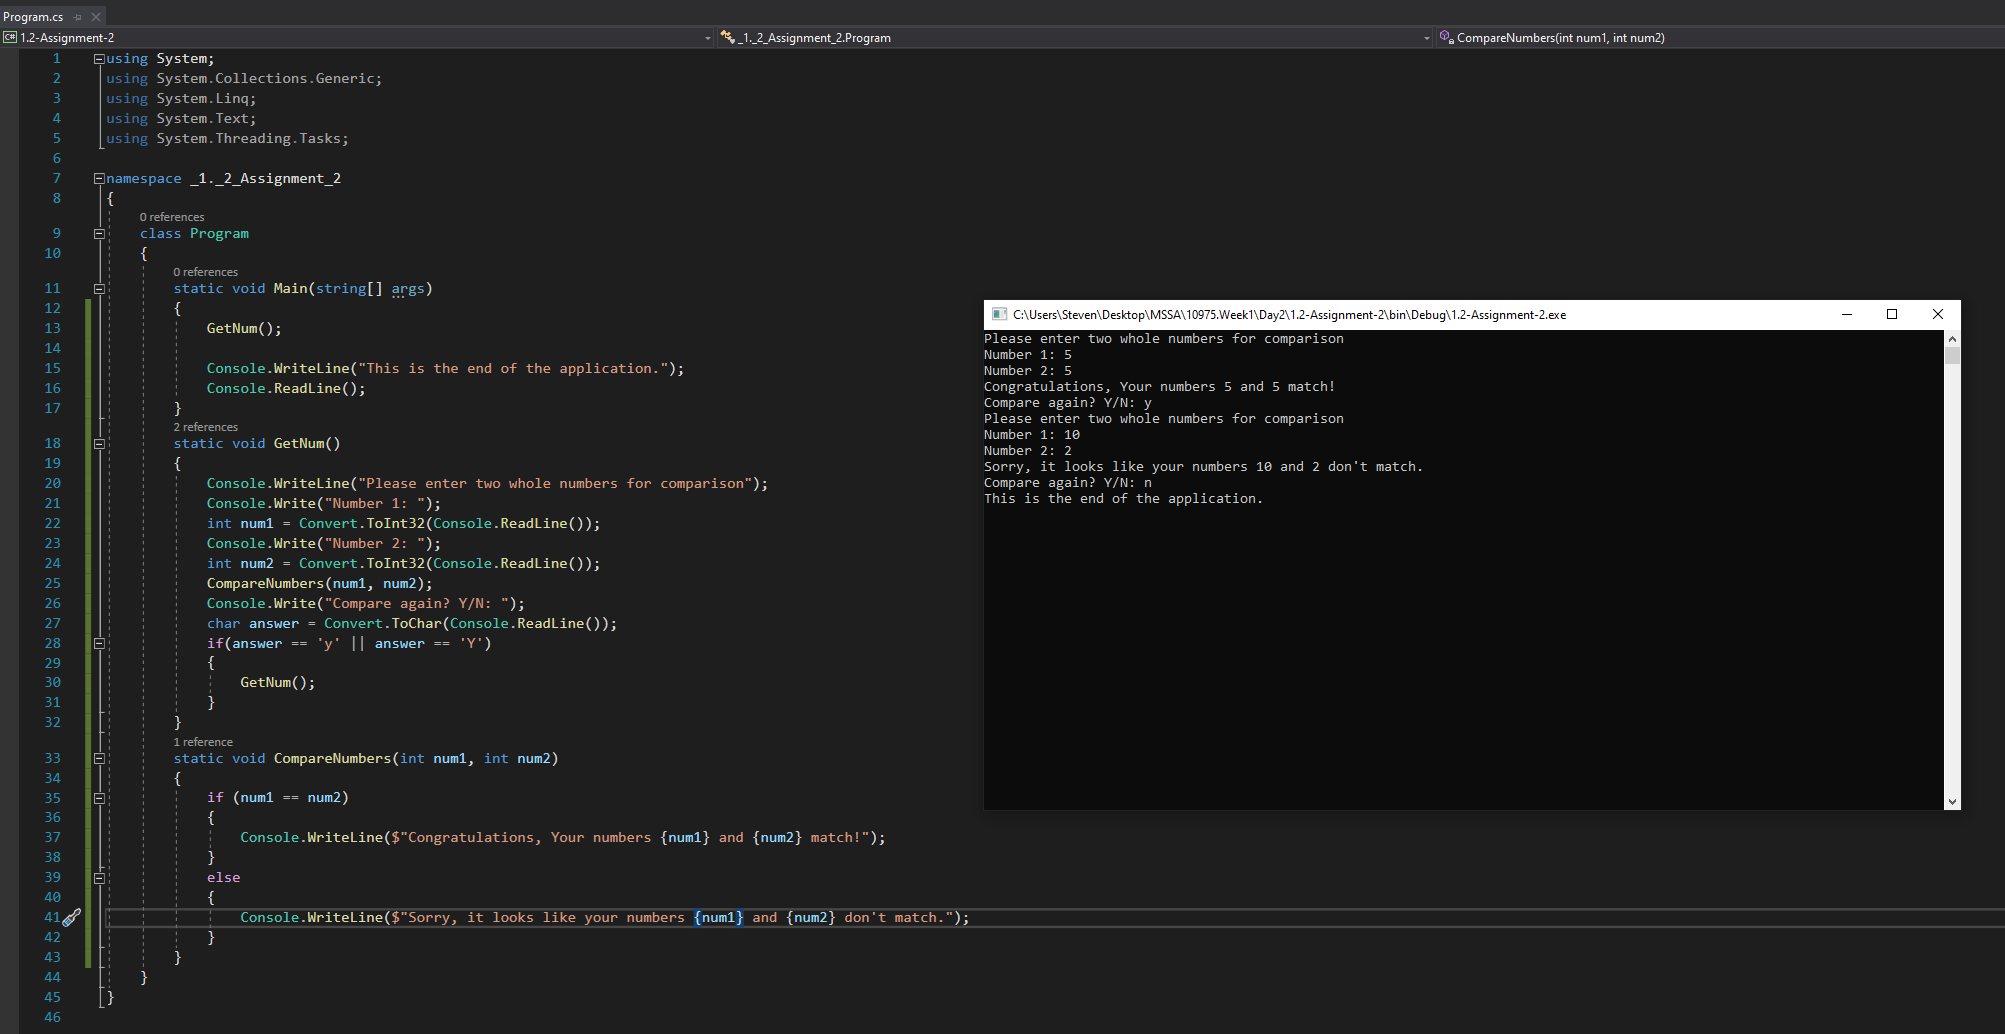 Program.cs
C# 1.2-Assignment-2
_1._2_Assignment_2.Program
CompareNumbers(int num1, int num2)
1 using System;
2 using System.Collections.Generic;
3 using System.Linq;
4 using System.Text;
5 using System.Threading.Tasks;
6
7 namespace _1._2_Assignment_2
8 {
0 references
9 class Program
10 {
0 references
11 static void Main(string[] args)
12 {
13 GetNum();
14
15 Console.WriteLine("This is the end of the application.");
16 Console.ReadLine();
17 }
2 references
18 static void GetNum()
19 {
20 Console.WriteLine("Please enter two whole numbers for comparison");
21 Console.Write("Number 1: ");
22 int num1 = Convert.ToInt32(Console.ReadLine());
23 Console.Write("Number 2: ");
24 int num2 = Convert.ToInt32(Console.ReadLine());
25 CompareNumbers(num1, num2);
26 Console.Write("Compare again? Y/N: ");
27 char answer = Convert.ToChar(Console.ReadLine());
28 if(answer == 'y' || answer == 'Y')
29 {
30 GetNum();
31 }
32 }
1 reference
33 static void CompareNumbers(int num1, int num2)
34 {
35 if (num1 == num2)
36 {
37 Console.WriteLine($"Congratulations, Your numbers {num1} and {num2} match!");
38 }
39 else
40 {
41 Console.WriteLine($"Sorry, it looks like your numbers {num1} and {num2} don't match.");
42 }
43 }
44 }
45 }
46
C:\Users\Steven\Desktop\MSSA\10975.Week1\Day2\1.2-Assignment-2\bin\Debug\1.2-Assignment-2.exe
Please enter two whole numbers for comparison
Number 1: 5
Number 2: 5
Congratulations, Your numbers 5 and 5 match!
Compare again? Y/N: y
Please enter two whole numbers for comparison
Number 1: 10
Number 2: 2
Sorry, it looks like your numbers 10 and 2 don't match.
Compare again? Y/N: n
This is the end of the application.